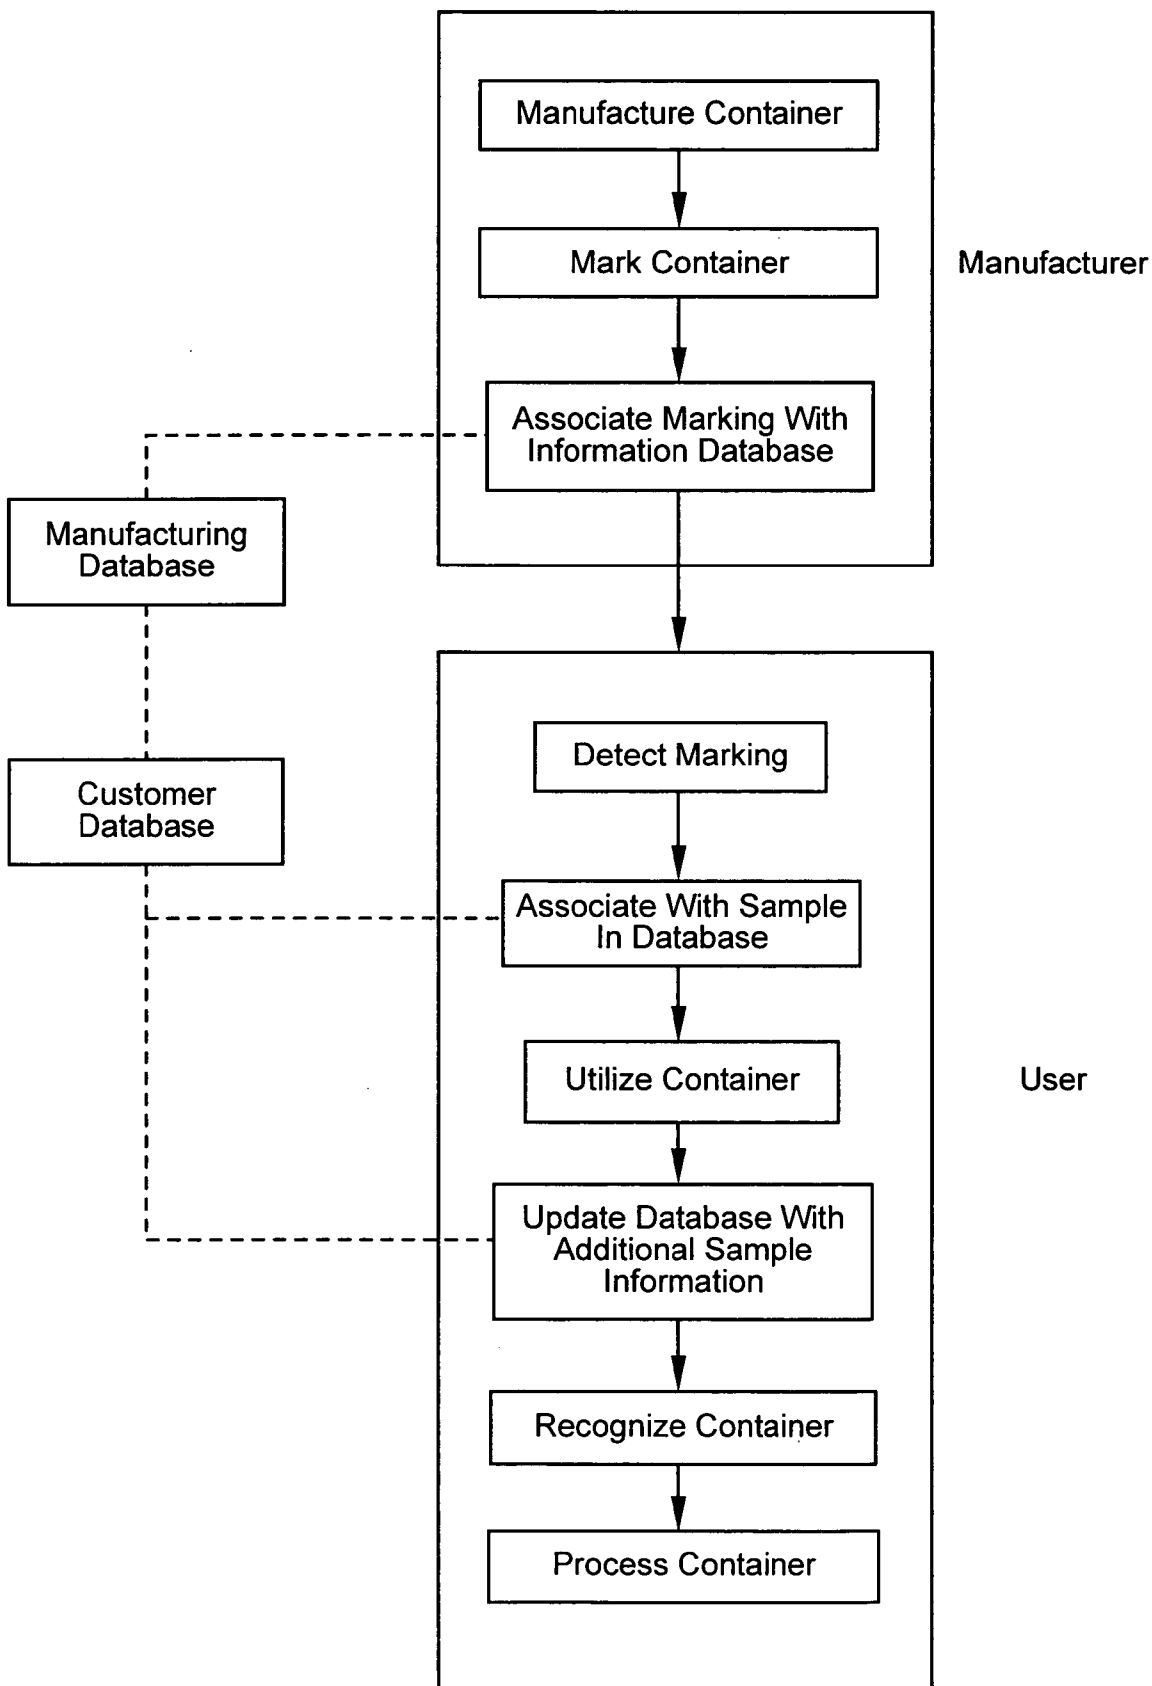 Manufacture Container
Mark Container
Manufacturer
Associate Marking With
Information Database
Manufacturing
Database
Customer
Database
Detect Marking
Associate With Sample
In Database
Utilize Container
User
Update Database With
Additional Sample
Information
Recognize Container
Process Container